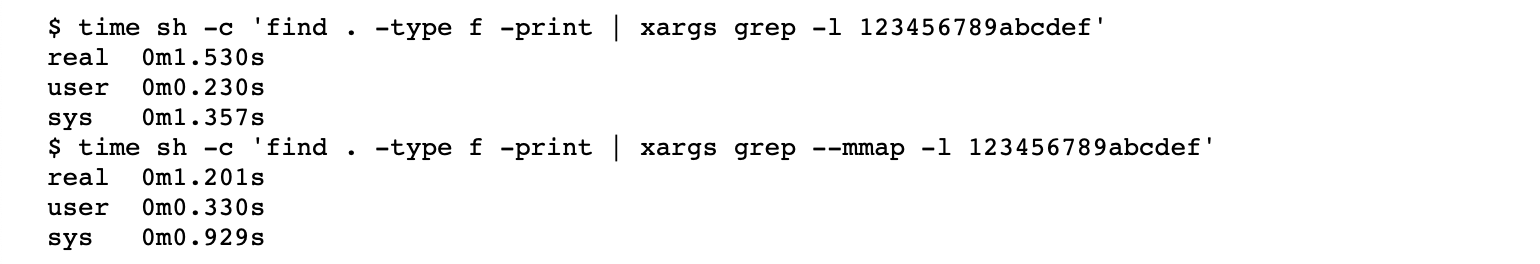 $ time sh -c 'find . -type f -print | xargs grep -l 123456789abcdef'
real  0m1.530s
user  0m0.230s
sys   0m1.357s
$ time sh -c 'find . -type f -print | xargs grep --mmap -l 123456789abcdef'
real  0m1.201s
user  0m0.330s
sys   0m0.929s